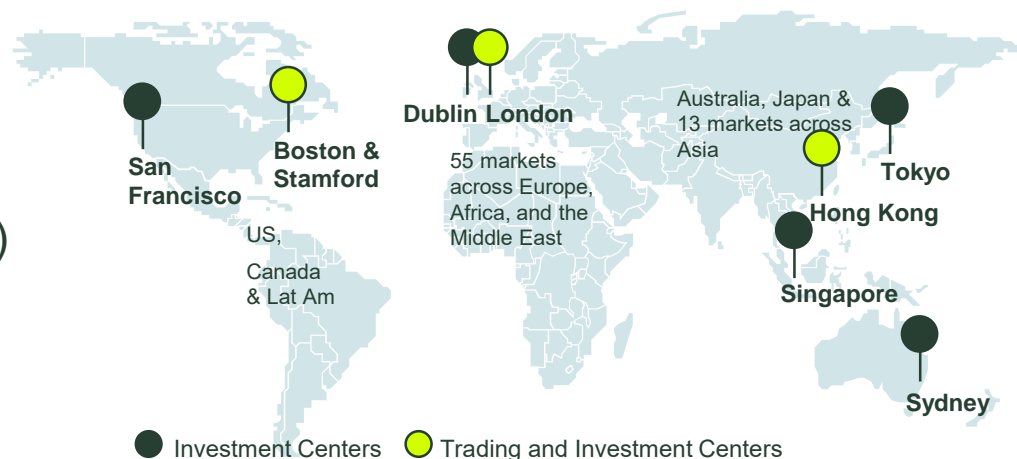 Dublin London
Australia, Japan &
13 markets across
Asia
San
Francisco
Boston &
Stamford
55 markets
across Europe,
Africa, and the
Middle East
Tokyo
Hong Kong
US,
Canada
& Lat Am
Singapore
Sydney
Investment Centers
Trading and Investment Centers
)